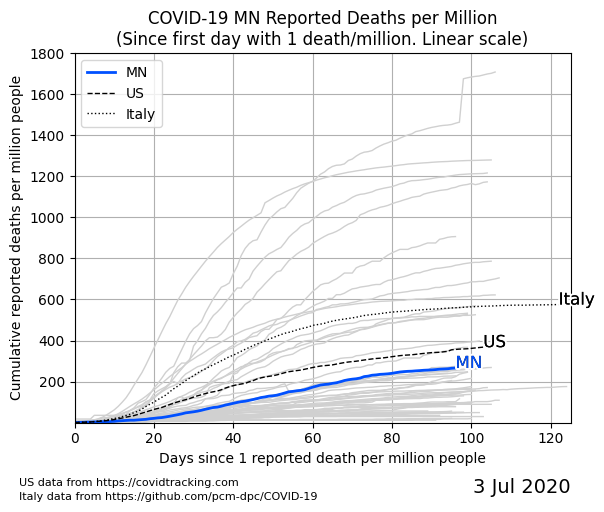 COVID-19 MN Reported Deaths per Million
(Since first day with 1 death/million. Linear scale)
Cumulative reported deaths per million people
1800
1600
1400
1200
1000
800
600
400
200
MN
US
Italy
Italy
US
MN
0 20 40 60 80 100 120
Days since 1 reported death per million people
US data from https://covidtracking.com
Italy data from https://github.com/pcm-dpc/COVID-19
3 Jul 2020